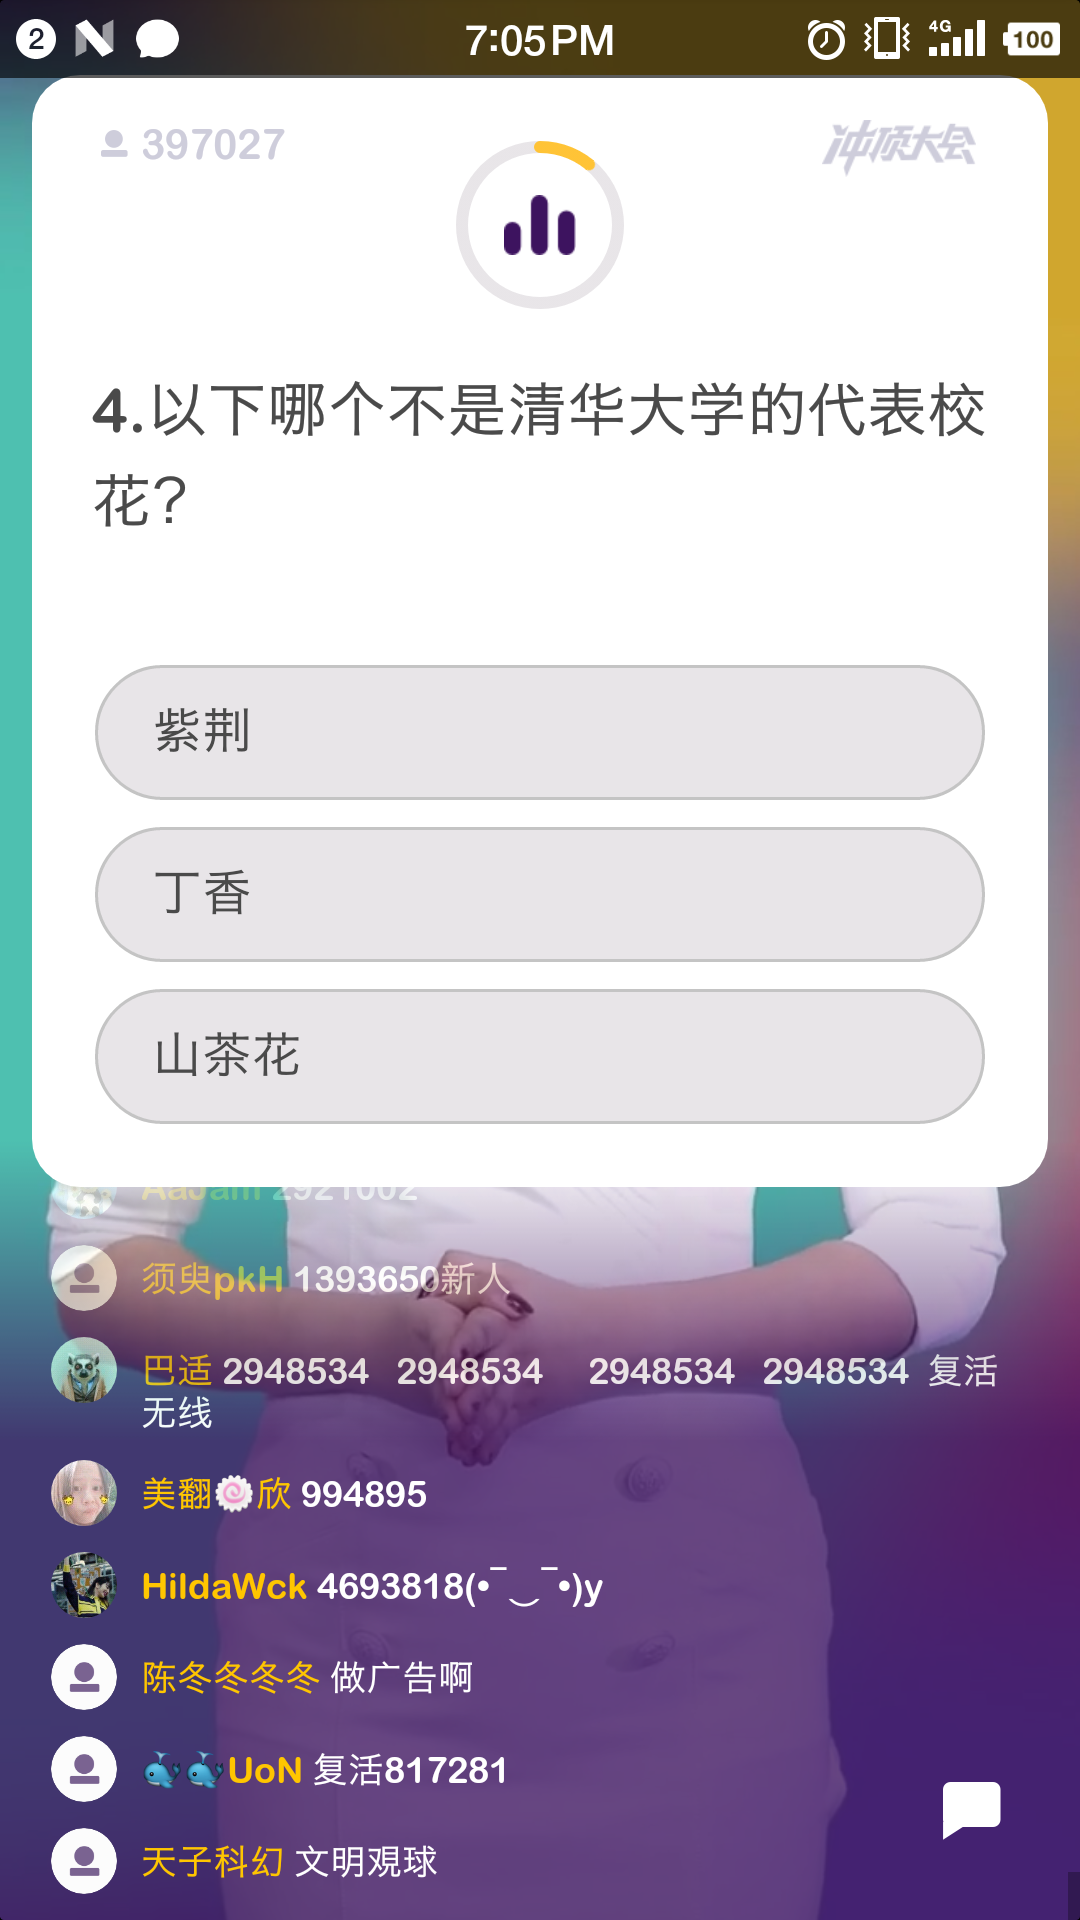 2 7:05PM 4G 100
397027 冲顶大会
4.以下哪个不是清华大学的代表校
花?
紫荆
丁香
山茶花
AaJam 2921002
须臾pkH 1393650新人
巴适 2948534 2948534 2948534 2948534 复活
无线
美翻🍥欣 994895
HildaWck 4693818(•‾‿‾•)y
陈冬冬冬冬 做广告啊
🐳🐳UoN 复活817281
天子科幻 文明观球